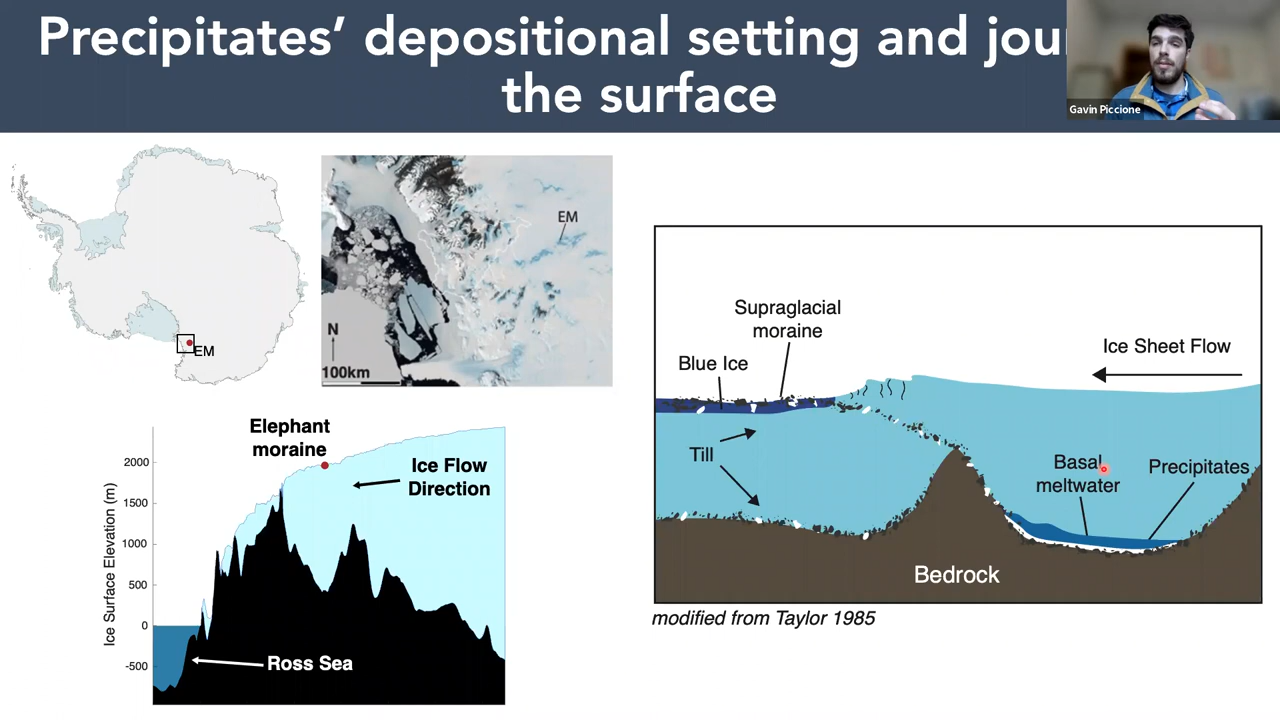 Precipitates’ depositional setting and jou
the surface
Gavin Piccione
EM
EM
N
100km
Elephant
moraine
Ice Flow
Direction
Ice Surface Elevation (m)
2000
1500
1000
500
0
-500
Ross Sea
Supraglacial
moraine
Blue Ice
Ice Sheet Flow
Till
Basal
meltwater
Precipitates
Bedrock
modified from Taylor 1985